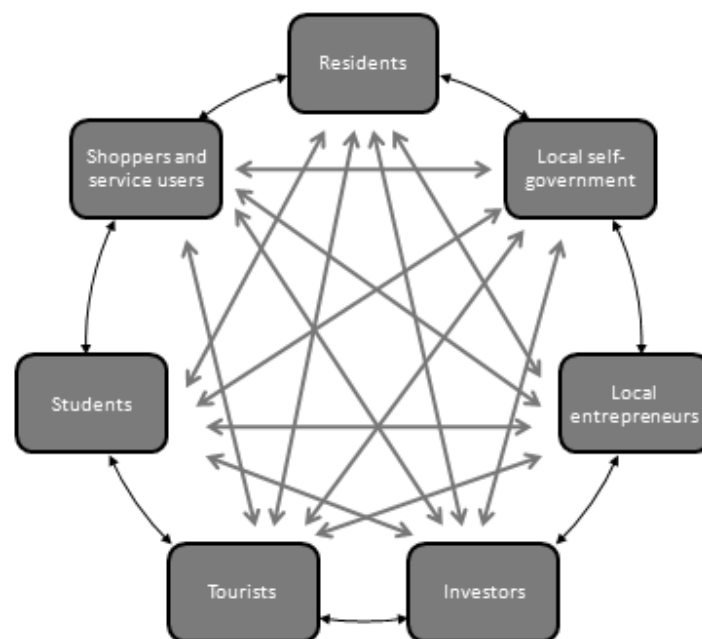 Residents
Shoppers and
service users
Local self-
government
Students
Local
entrepreneurs
Tourists
Investors